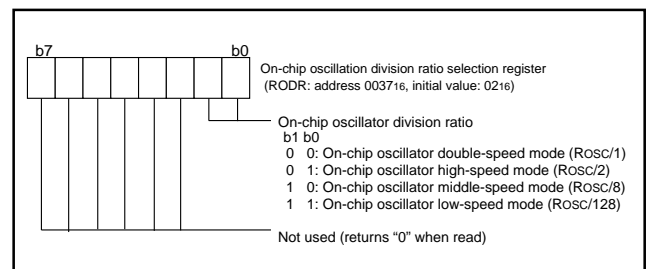 b7 b0
On-chip oscillation division ratio selection register
(RODR: address 003716, initial value: 0216)
On-chip oscillator division ratio
b1 b0
0 0: On-chip oscillator double-speed mode (ROSC/1)
0 1: On-chip oscillator high-speed mode (ROSC/2)
1 0: On-chip oscillator middle-speed mode (ROSC/8)
1 1: On-chip oscillator low-speed mode (ROSC/128)
Not used (returns “0” when read)